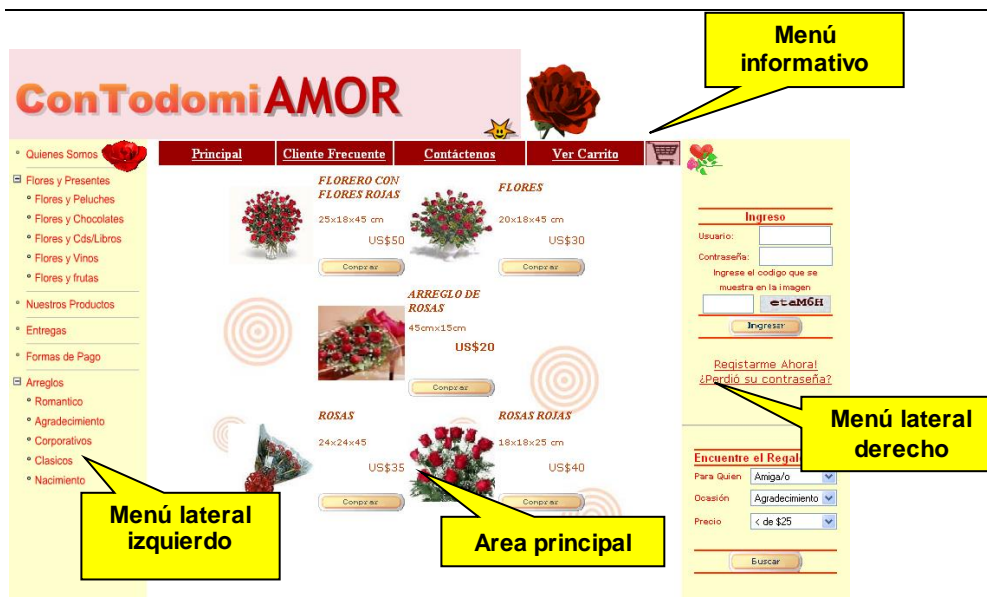 Menú
informativo
ConTodomiAMOR
Quienes Somos
Principal
Cliente Frecuente
Contáctenos
Ver Carrito
Flores y Presentes
Flores y Peluches
Flores y Chocolates
Flores y Cds/Libros
Flores y Vinos
Flores y frutas
Nuestros Productos
Entregas
Formas de Pago
Arreglos
Romantico
Agradecimiento
Corporativos
Clasicos
Nacimiento
FLORERO CON
FLORES ROJAS
25x18x45 cm
US$50
Comprar
FLORES
20x18x45 cm
US$30
Comprar
ARREGLO DE
ROSAS
45cmx15cm
US$20
Comprar
ROSAS
24x24x45
US$35
Comprar
ROSAS ROJAS
18x18x25 cm
US$40
Comprar
Ingreso
Usuario:
Contraseña:
Ingrese el codigo que se
muestra en la imagen
etaM6H
Ingresar
Registarme Ahora!
¿Perdió su contraseña?
Menú lateral
derecho
Encuentre el Regalo
Para Quien Amiga/o
Ocasión Agradecimiento
Precio < de $25
Buscar
Menú lateral
izquierdo
Area principal